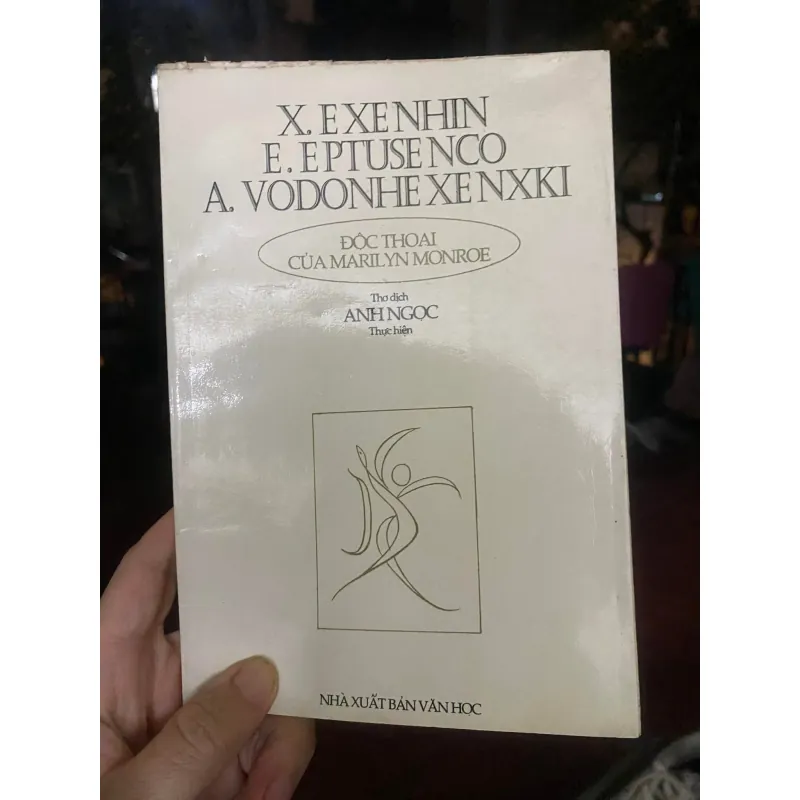 X. EXENHIN
E. EPTUSENCO
A. VODONHEXENXKI
ĐỘC THOẠI
CỦA MARILYN MONROE
Thơ dịch
ANH NGỌC
Thực hiện
NHÀ XUẤT BẢN VĂN HỌC